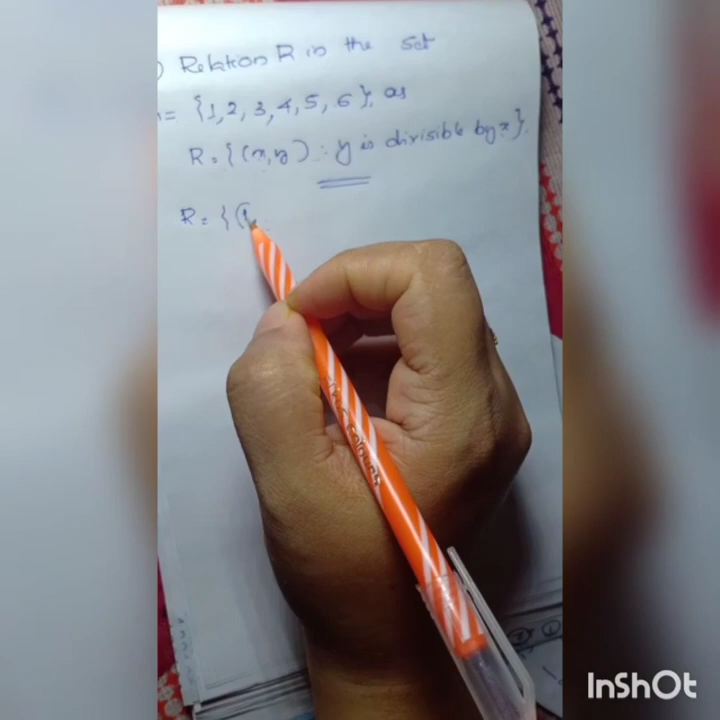 ) Relation R in the set
= {1, 2, 3, 4, 5, 6}, as
R = {(x, y) : y is divisible by x}.
R = { (1,
InShOt